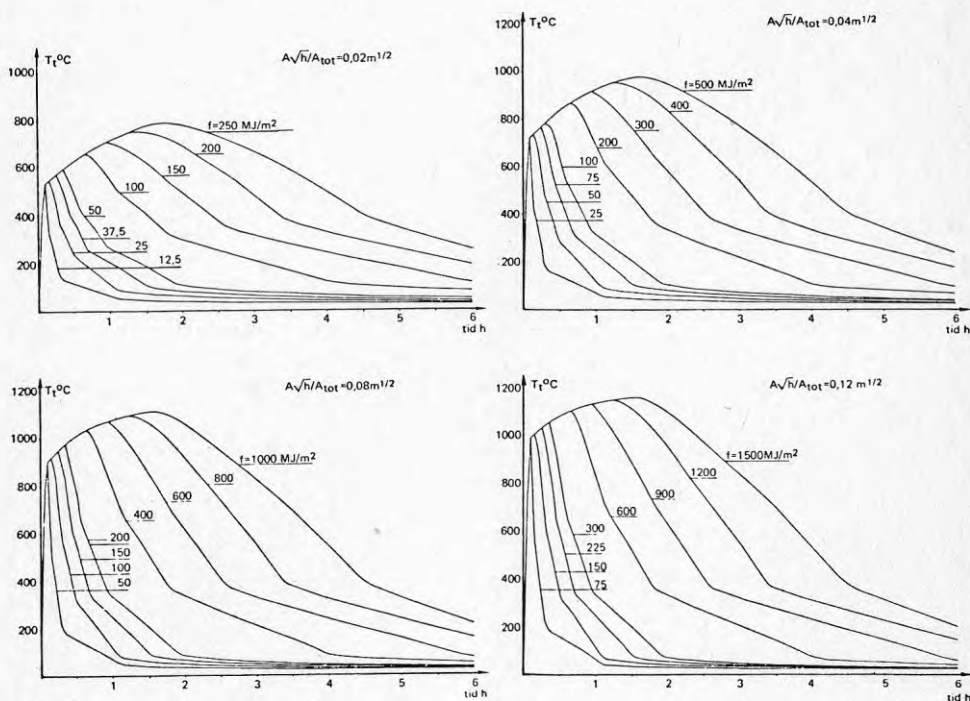 T_t°C
A√h/A_tot=0,02m^1/2
1000
800
600
400
200
f=250 MJ/m²
200
150
100
50
37,5
25
12,5
1 2 3 4 5 6
tid h
1200
T_t°C
A√h/A_tot=0,04m^1/2
1000
800
600
400
200
f=500 MJ/m²
400
300
200
100
75
50
25
1 2 3 4 5 6
tid h
1200
T_t°C
A√h/A_tot=0,08m^1/2
1000
800
600
400
200
f=1000 MJ/m²
800
600
400
200
150
100
50
1 2 3 4 5 6
tid h
1200
T_t°C
A√h/A_tot=0,12 m^1/2
1000
800
600
400
200
f=1500MJ/m²
1200
900
600
300
225
150
75
1 2 3 4 5 6
tid h